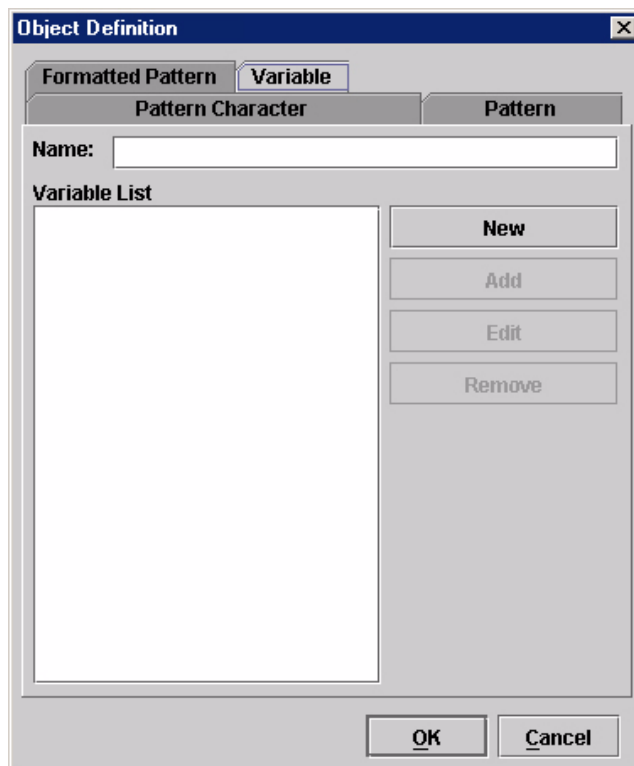 Object Definition
Formatted Pattern Variable
Pattern Character Pattern
Name:
Variable List
New
Add
Edit
Remove
OK Cancel